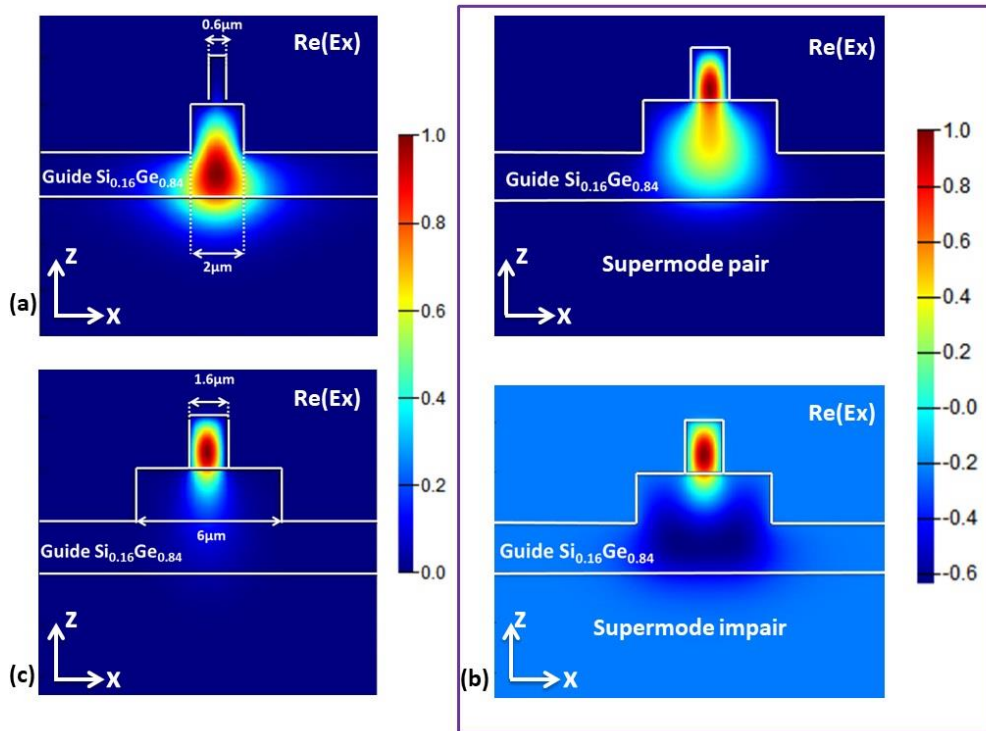 0.6µm
Re(Ex)
Guide Si0.16Ge0.84
2µm
Z
X
(a)
1.0
0.8
0.6
0.4
0.2
0.0
1.6µm
Re(Ex)
6µm
Guide Si0.16Ge0.84
Z
X
(c)
Re(Ex)
Guide Si0.16Ge0.84
Supermode pair
Z
X
Re(Ex)
Guide Si0.16Ge0.84
Supermode impair
Z
X
(b)
1.0
0.8
0.6
0.4
0.2
-0.0
-0.2
-0.4
-0.6